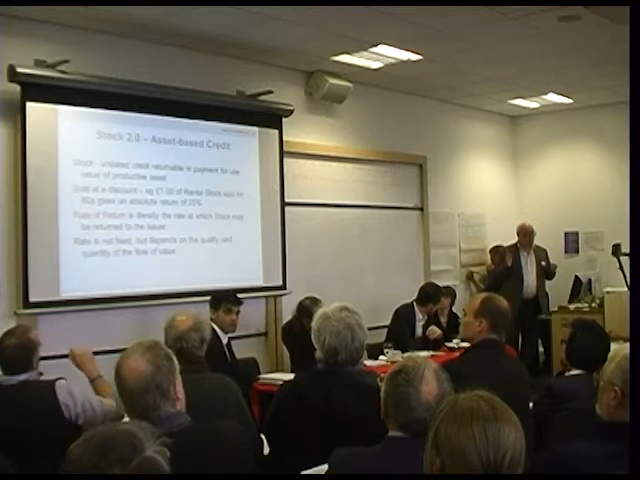 Stock 2.0 – Asset-based Credit
Stock - undated credit returnable in payment for use
value of productive asset
Sold at a discount – eg £1.00 of Rental Stock sold for
80p gives an absolute return of 25%
Rate of Return is literally the rate at which Stock may
be returned to the issuer
Rate is not fixed, but depends on the quality and
quantity of the flow of value